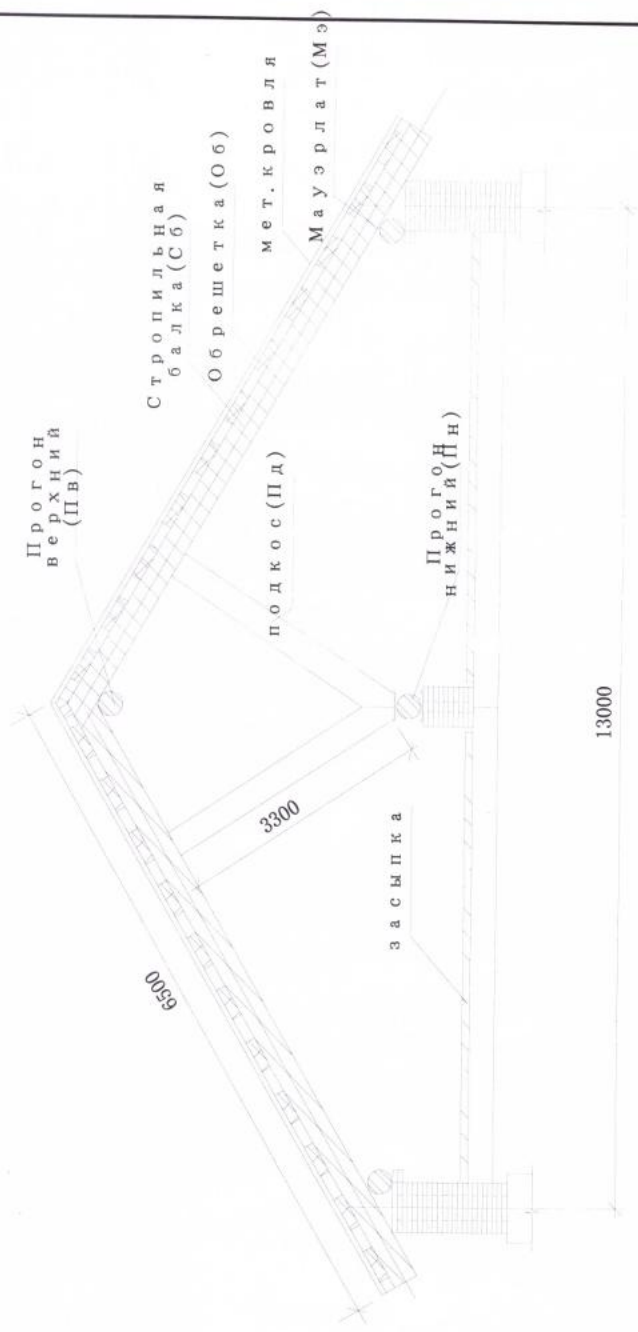 Прогон
верхний
(Пв)
Стропильная
балка(Сб)
Обрешетка(Об)
мет.кровля
Мауэрлат(Мэ)
подкос(Пд)
Прогон
нижний(Пн)
засыпка
6500
3300
13000